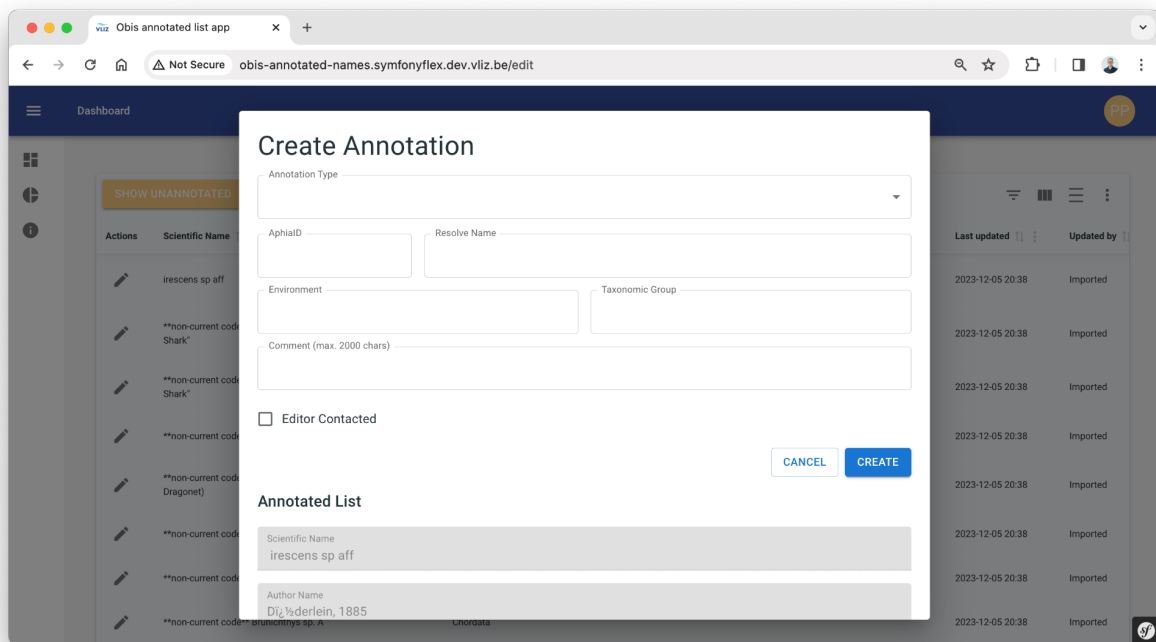 VLIZ Obis annotated list app
Not Secure obis-annotated-names.symfonyflex.dev.vliz.be/edit
Dashboard
PP
Create Annotation
Annotation Type
SHOW UNANNOTATED
AphiaID Resolve Name
Actions Scientific Name Last updated Updated by
irescens sp aff 2023-12-05 20:38 Imported
Environment Taxonomic Group
**non-current code
Shark" 2023-12-05 20:38 Imported
Comment (max. 2000 chars)
**non-current code
Shark" 2023-12-05 20:38 Imported
Editor Contacted
**non-current code 2023-12-05 20:38 Imported
CANCEL CREATE
**non-current code
Dragonet) 2023-12-05 20:38 Imported
Annotated List
**non-current code 2023-12-05 20:38 Imported
Scientific Name
irescens sp aff
**non-current code 2023-12-05 20:38 Imported
Author Name
Dï¿½derlein, 1885
**non-current code** Brunichthys sp. A Chordata 2023-12-05 20:38 Imported
sf